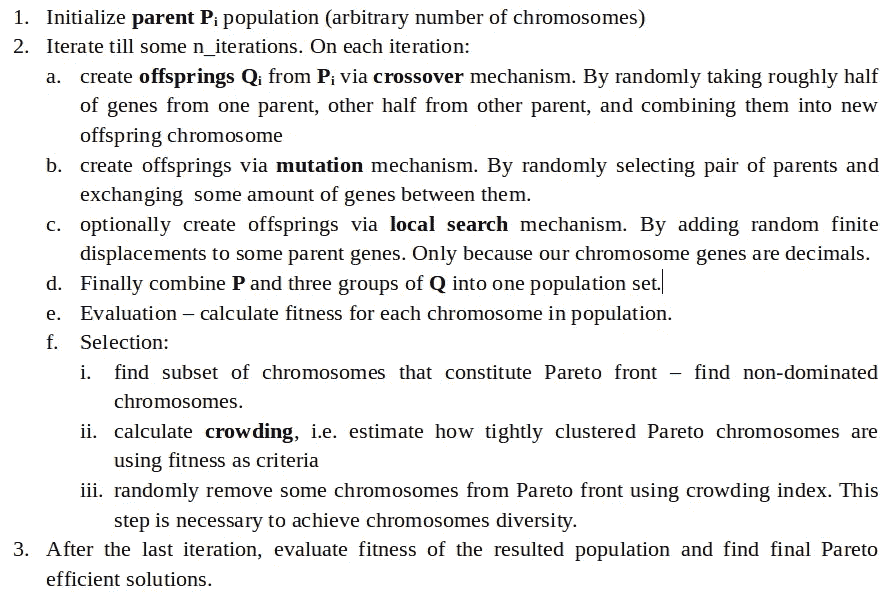 1. Initialize parent Pi population (arbitrary number of chromosomes)
2. Iterate till some n_iterations. On each iteration:
a. create offsprings Qi from Pi via crossover mechanism. By randomly taking roughly half
of genes from one parent, other half from other parent, and combining them into new
offspring chromosome
b. create offsprings via mutation mechanism. By randomly selecting pair of parents and
exchanging some amount of genes between them.
c. optionally create offsprings via local search mechanism. By adding random finite
displacements to some parent genes. Only because our chromosome genes are decimals.
d. Finally combine P and three groups of Q into one population set.
e. Evaluation – calculate fitness for each chromosome in population.
f. Selection:
i. find subset of chromosomes that constitute Pareto front – find non-dominated
chromosomes.
ii. calculate crowding, i.e. estimate how tightly clustered Pareto chromosomes are
using fitness as criteria
iii. randomly remove some chromosomes from Pareto front using crowding index. This
step is necessary to achieve chromosomes diversity.
3. After the last iteration, evaluate fitness of the resulted population and find final Pareto
efficient solutions.